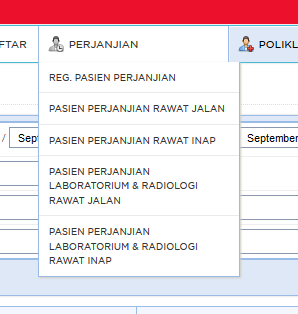 FTAR
PERJANJIAN
POLIKL
REG. PASIEN PERJANJIAN
PASIEN PERJANJIAN RAWAT JALAN
/ Sept
PASIEN PERJANJIAN RAWAT INAP
September
PASIEN PERJANJIAN
LABORATORIUM & RADIOLOGI
RAWAT JALAN
PASIEN PERJANJIAN
LABORATORIUM & RADIOLOGI
RAWAT INAP